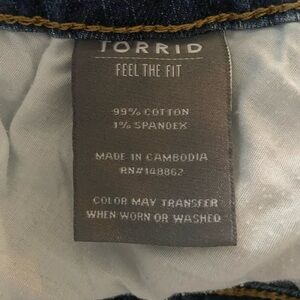 TORRID
FEEL THE FIT
99% COTTON
1% SPANDEX
MADE IN CAMBODIA
RN#148862
COLOR MAY TRANSFER
WHEN WORN OR WASHED